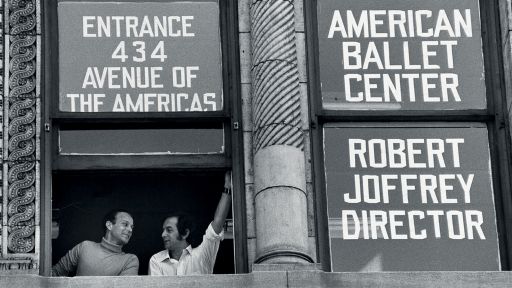 ENTRANCE
434
AVENUE OF
THE AMERICAS
AMERICAN
BALLET
CENTER
ROBERT
JOFFREY
DIRECTOR